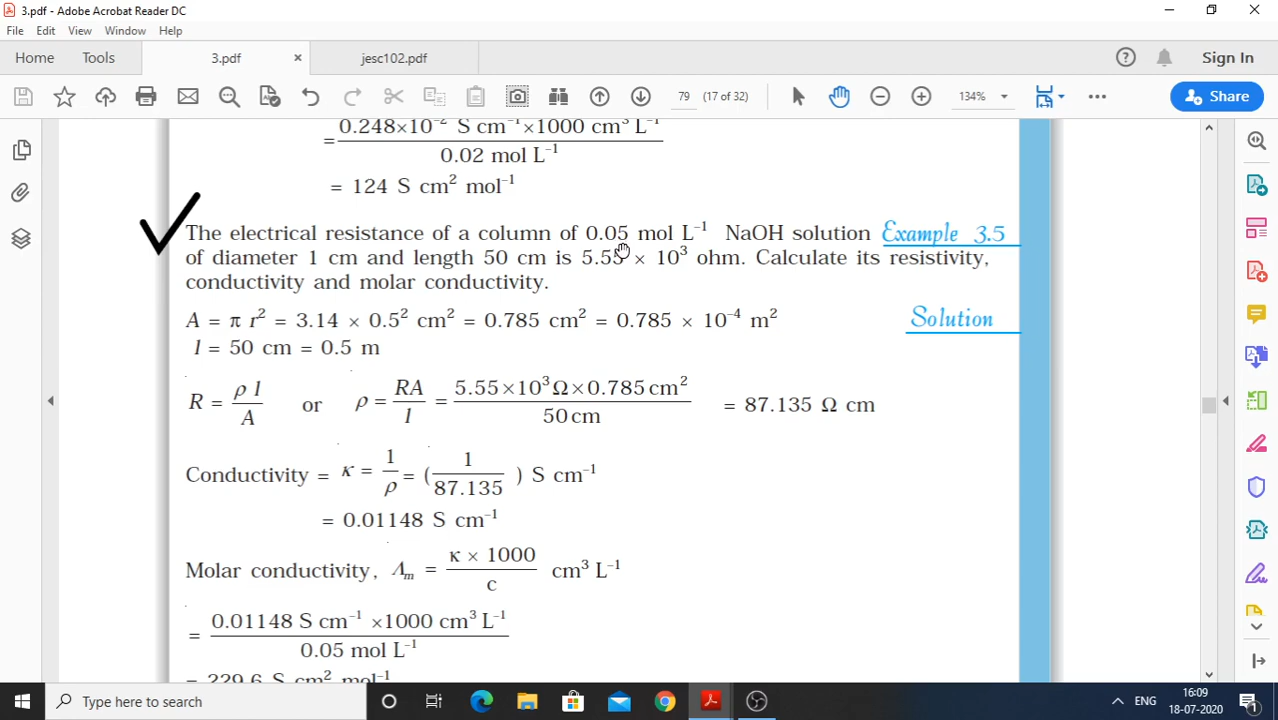 3.pdf - Adobe Acrobat Reader DC
File Edit View Window Help
Home Tools 3.pdf × jesc102.pdf Sign In
79 (17 of 32) 134% Share
0.248×10⁻² S cm⁻¹ ×1000 cm³ L⁻¹
=
0.02 mol L⁻¹
= 124 S cm² mol⁻¹
The electrical resistance of a column of 0.05 mol L⁻¹ NaOH solution Example 3.5
of diameter 1 cm and length 50 cm is 5.55 × 10³ ohm. Calculate its resistivity,
conductivity and molar conductivity.
A = π r² = 3.14 × 0.5² cm² = 0.785 cm² = 0.785 × 10⁻⁴ m² Solution
l = 50 cm = 0.5 m
R = ρ l / A or ρ = RA / l = 5.55×10³ Ω×0.785 cm² / 50 cm = 87.135 Ω cm
Conductivity = κ = 1 / ρ = ( 1 / 87.135 ) S cm⁻¹
= 0.01148 S cm⁻¹
Molar conductivity, Λm = κ × 1000 / c cm³ L⁻¹
= 0.01148 S cm⁻¹ ×1000 cm³ L⁻¹ / 0.05 mol L⁻¹
= 229.6 S cm² mol⁻¹
Type here to search
ENG 16:09
18-07-2020